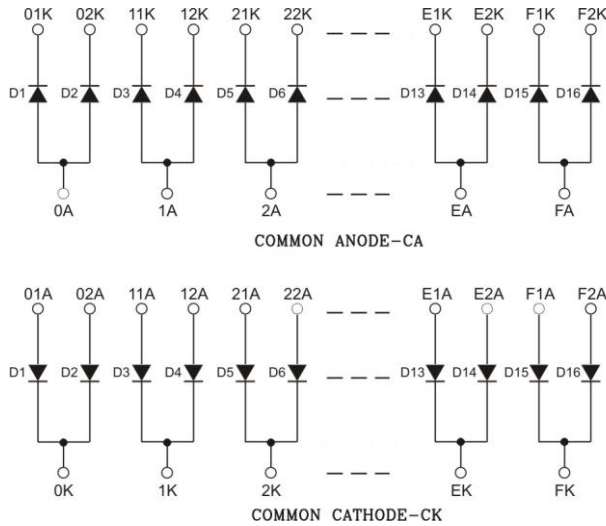 01K 02K 11K 12K 21K 22K E1K E2K F1K F2K
D1 D2 D3 D4 D5 D6 D13 D14 D15 D16
0A 1A 2A EA FA
COMMON ANODE-CA
01A 02A 11A 12A 21A 22A E1A E2A F1A F2A
D1 D2 D3 D4 D5 D6 D13 D14 D15 D16
0K 1K 2K EK FK
COMMON CATHODE-CK